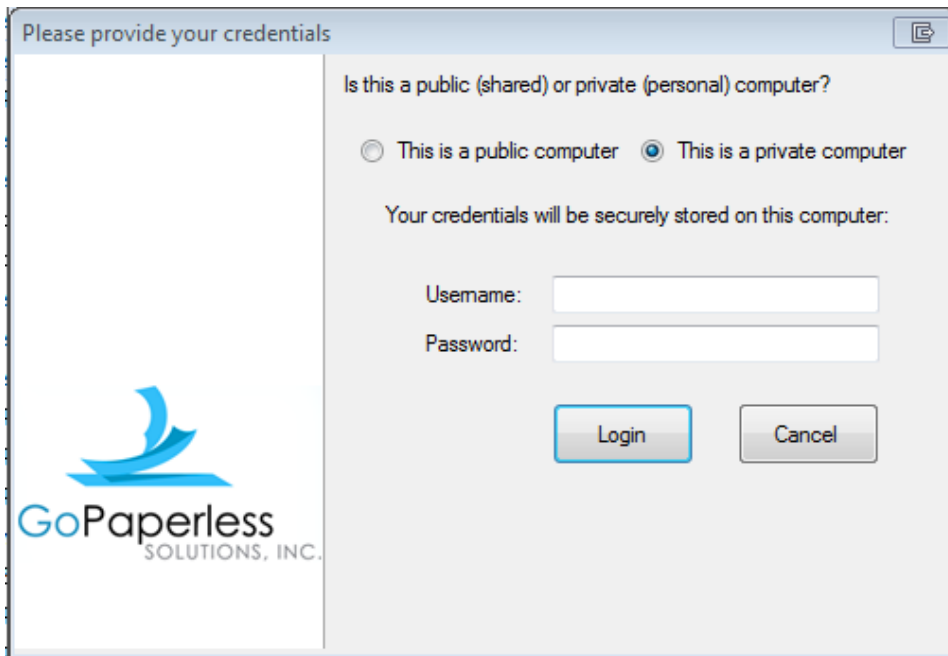 Please provide your credentials
Is this a public (shared) or private (personal) computer?
This is a public computer This is a private computer
Your credentials will be securely stored on this computer:
Username:
Password:
Login Cancel
GoPaperless
SOLUTIONS, INC.